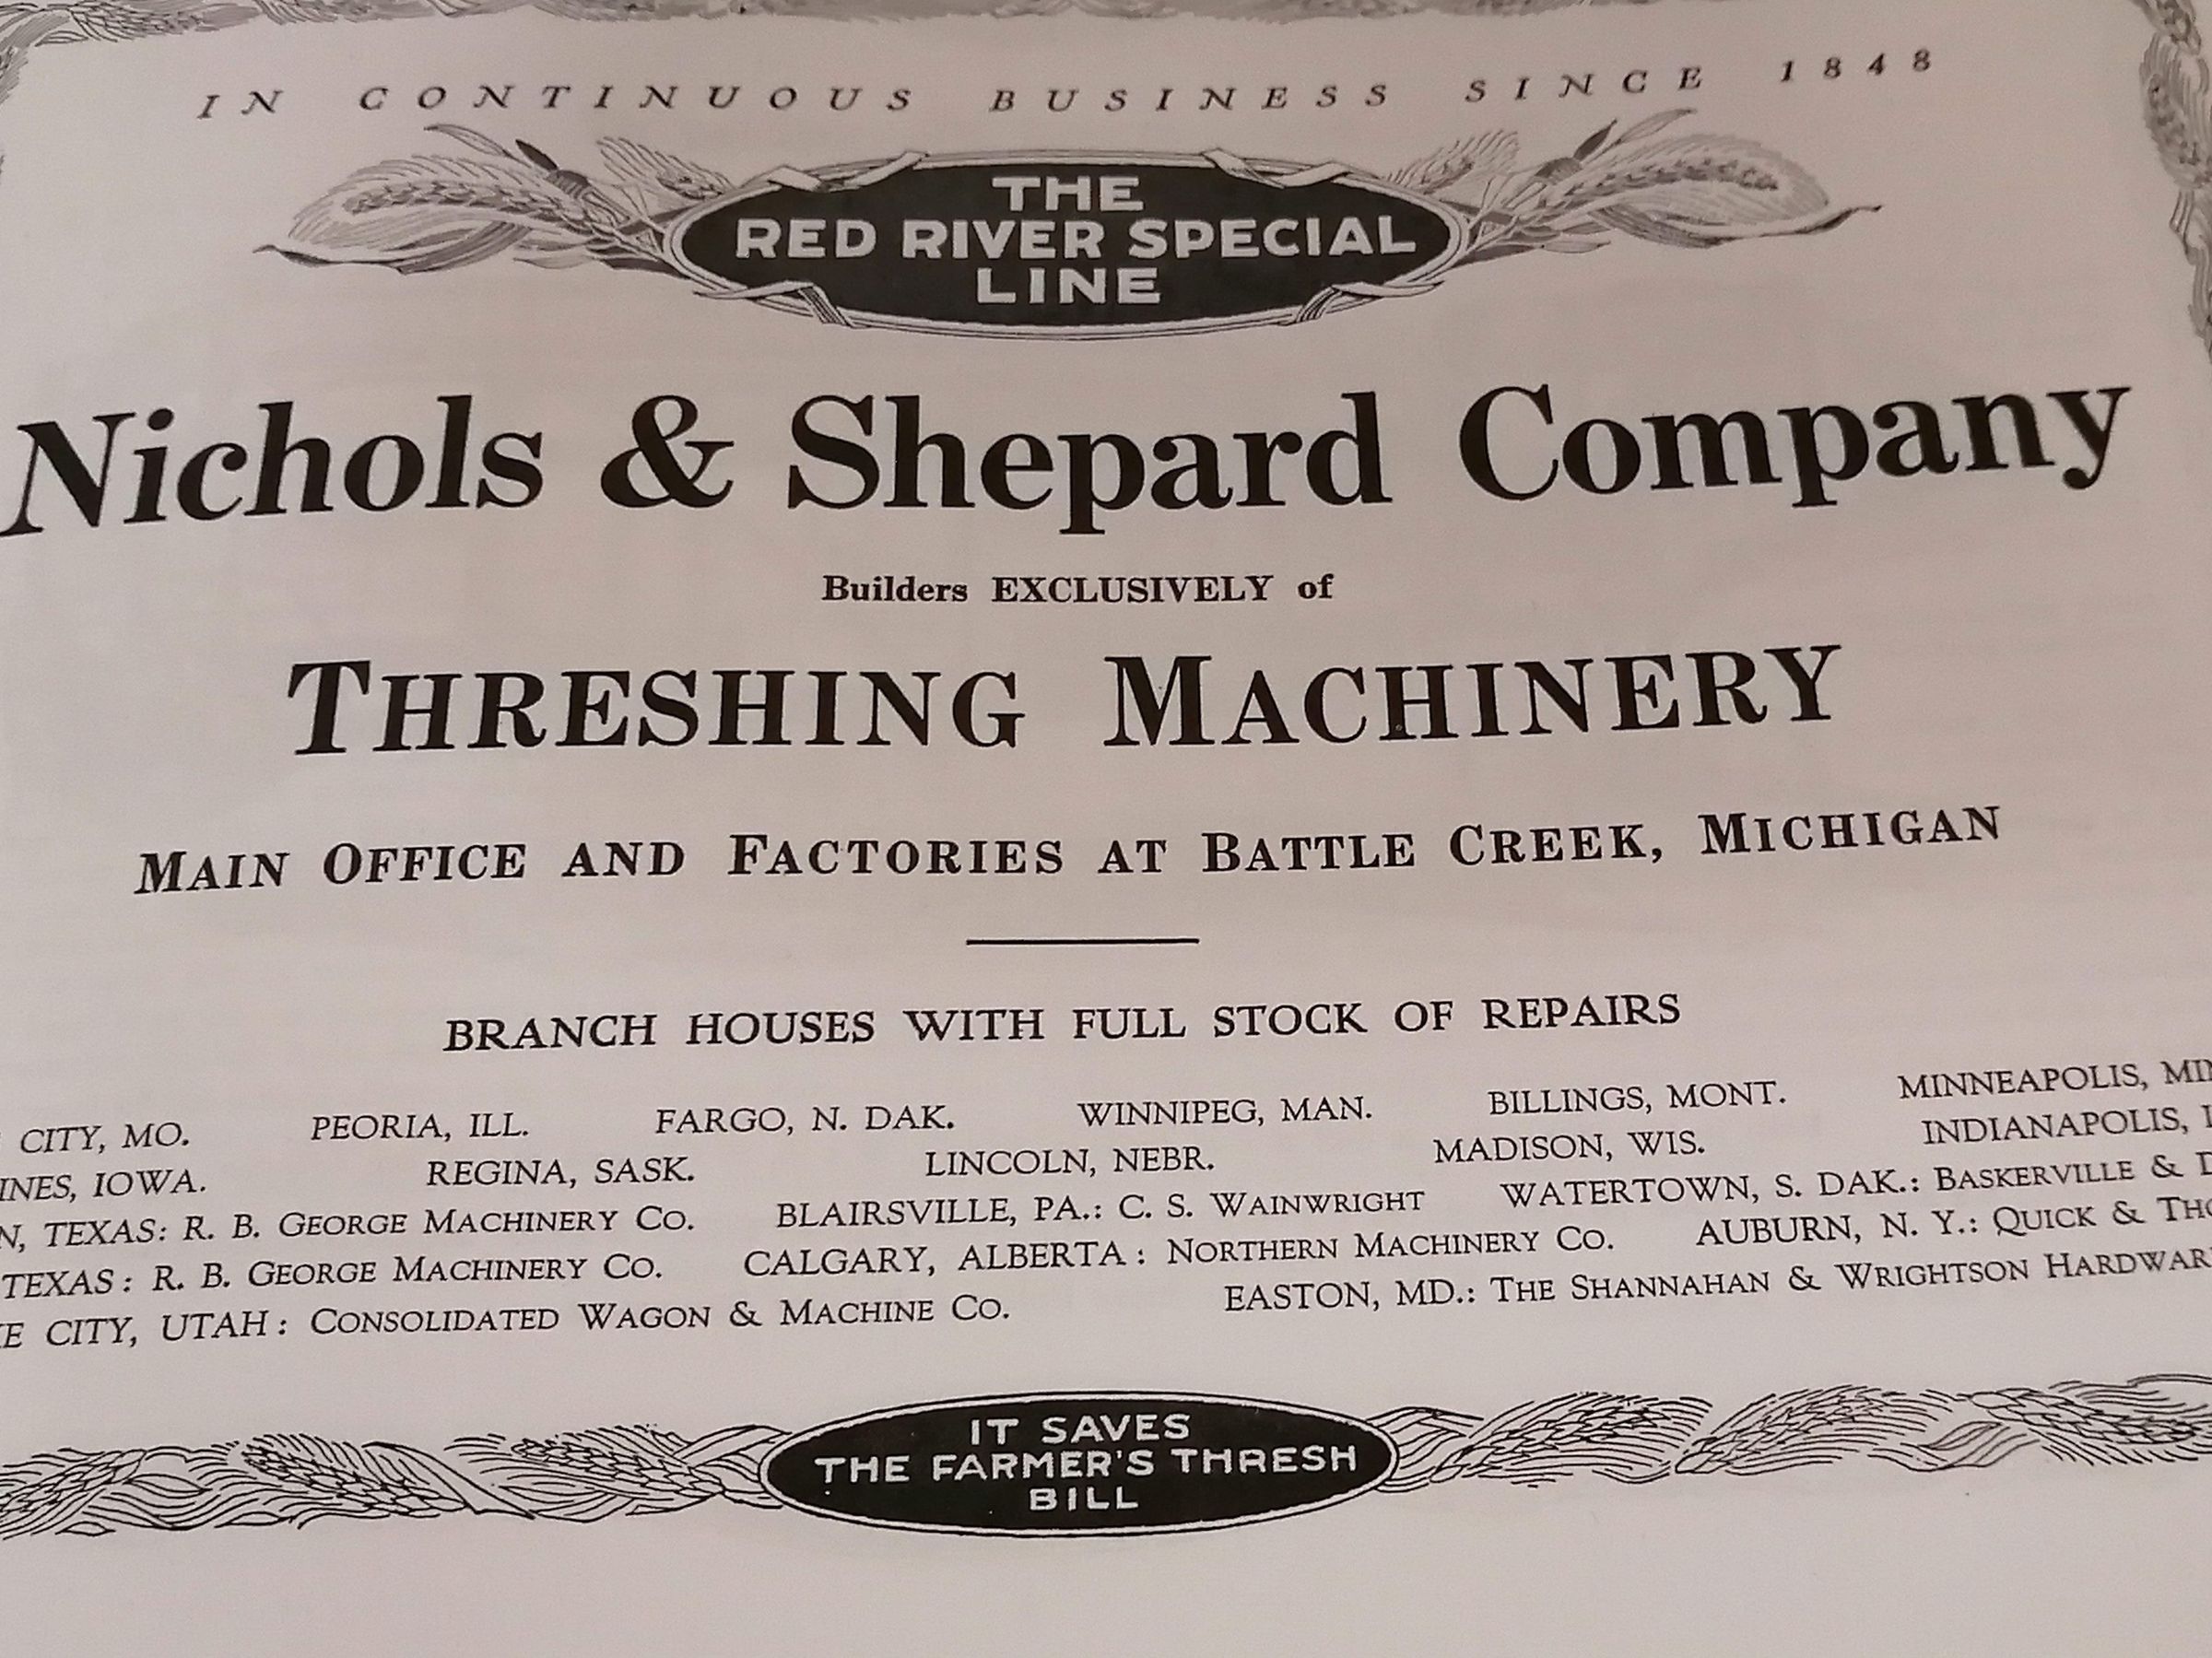 IN CONTINUOUS BUSINESS SINCE 1848
THE
RED RIVER SPECIAL
LINE
Nichols & Shepard Company
Builders EXCLUSIVELY of
THRESHING MACHINERY
MAIN OFFICE AND FACTORIES AT BATTLE CREEK, MICHIGAN
BRANCH HOUSES WITH FULL STOCK OF REPAIRS
CITY, MO. PEORIA, ILL. FARGO, N. DAK. WINNIPEG, MAN. BILLINGS, MONT. MINNEAPOLIS,
IOWA. REGINA, SASK. LINCOLN, NEBR. MADISON, WIS. INDIANAPOLIS,
TEXAS: R. B. GEORGE MACHINERY CO. BLAIRSVILLE, PA.: C. S. WAINWRIGHT WATERTOWN, S. DAK.: BASKERVILLE &
TEXAS: R. B. GEORGE MACHINERY CO. CALGARY, ALBERTA: NORTHERN MACHINERY CO. AUBURN, N. Y.: QUICK &
CITY, UTAH: CONSOLIDATED WAGON & MACHINE CO. EASTON, MD.: THE SHANNAHAN & WRIGHTSON
IT SAVES
THE FARMER'S THRESH
BILL